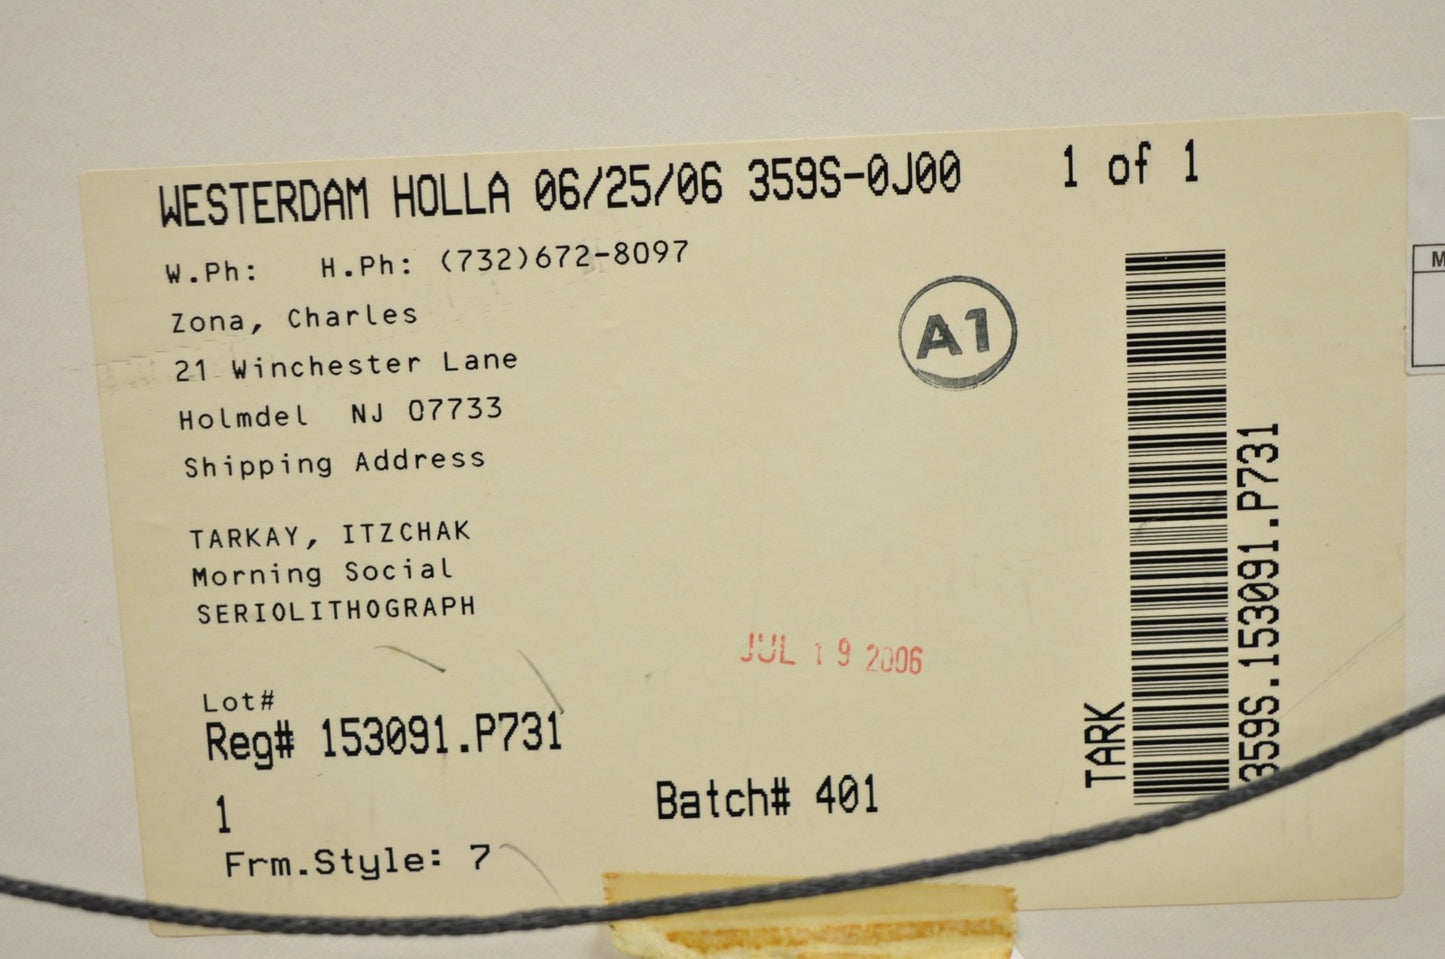 WESTERDAM HOLLA 06/25/06 359S-0J00 1 of 1
W.Ph: H.Ph: (732)672-8097
Zona, Charles
21 Winchester Lane
Holmdel NJ 07733
Shipping Address
A1
TARKAY, ITZCHAK
Morning Social
SERIOLITHOGRAPH
JUL 19 2006
Lot#
Reg# 153091.P731
1
Batch# 401
Frm.Style: 7
TARK
359S.153091.P731
M